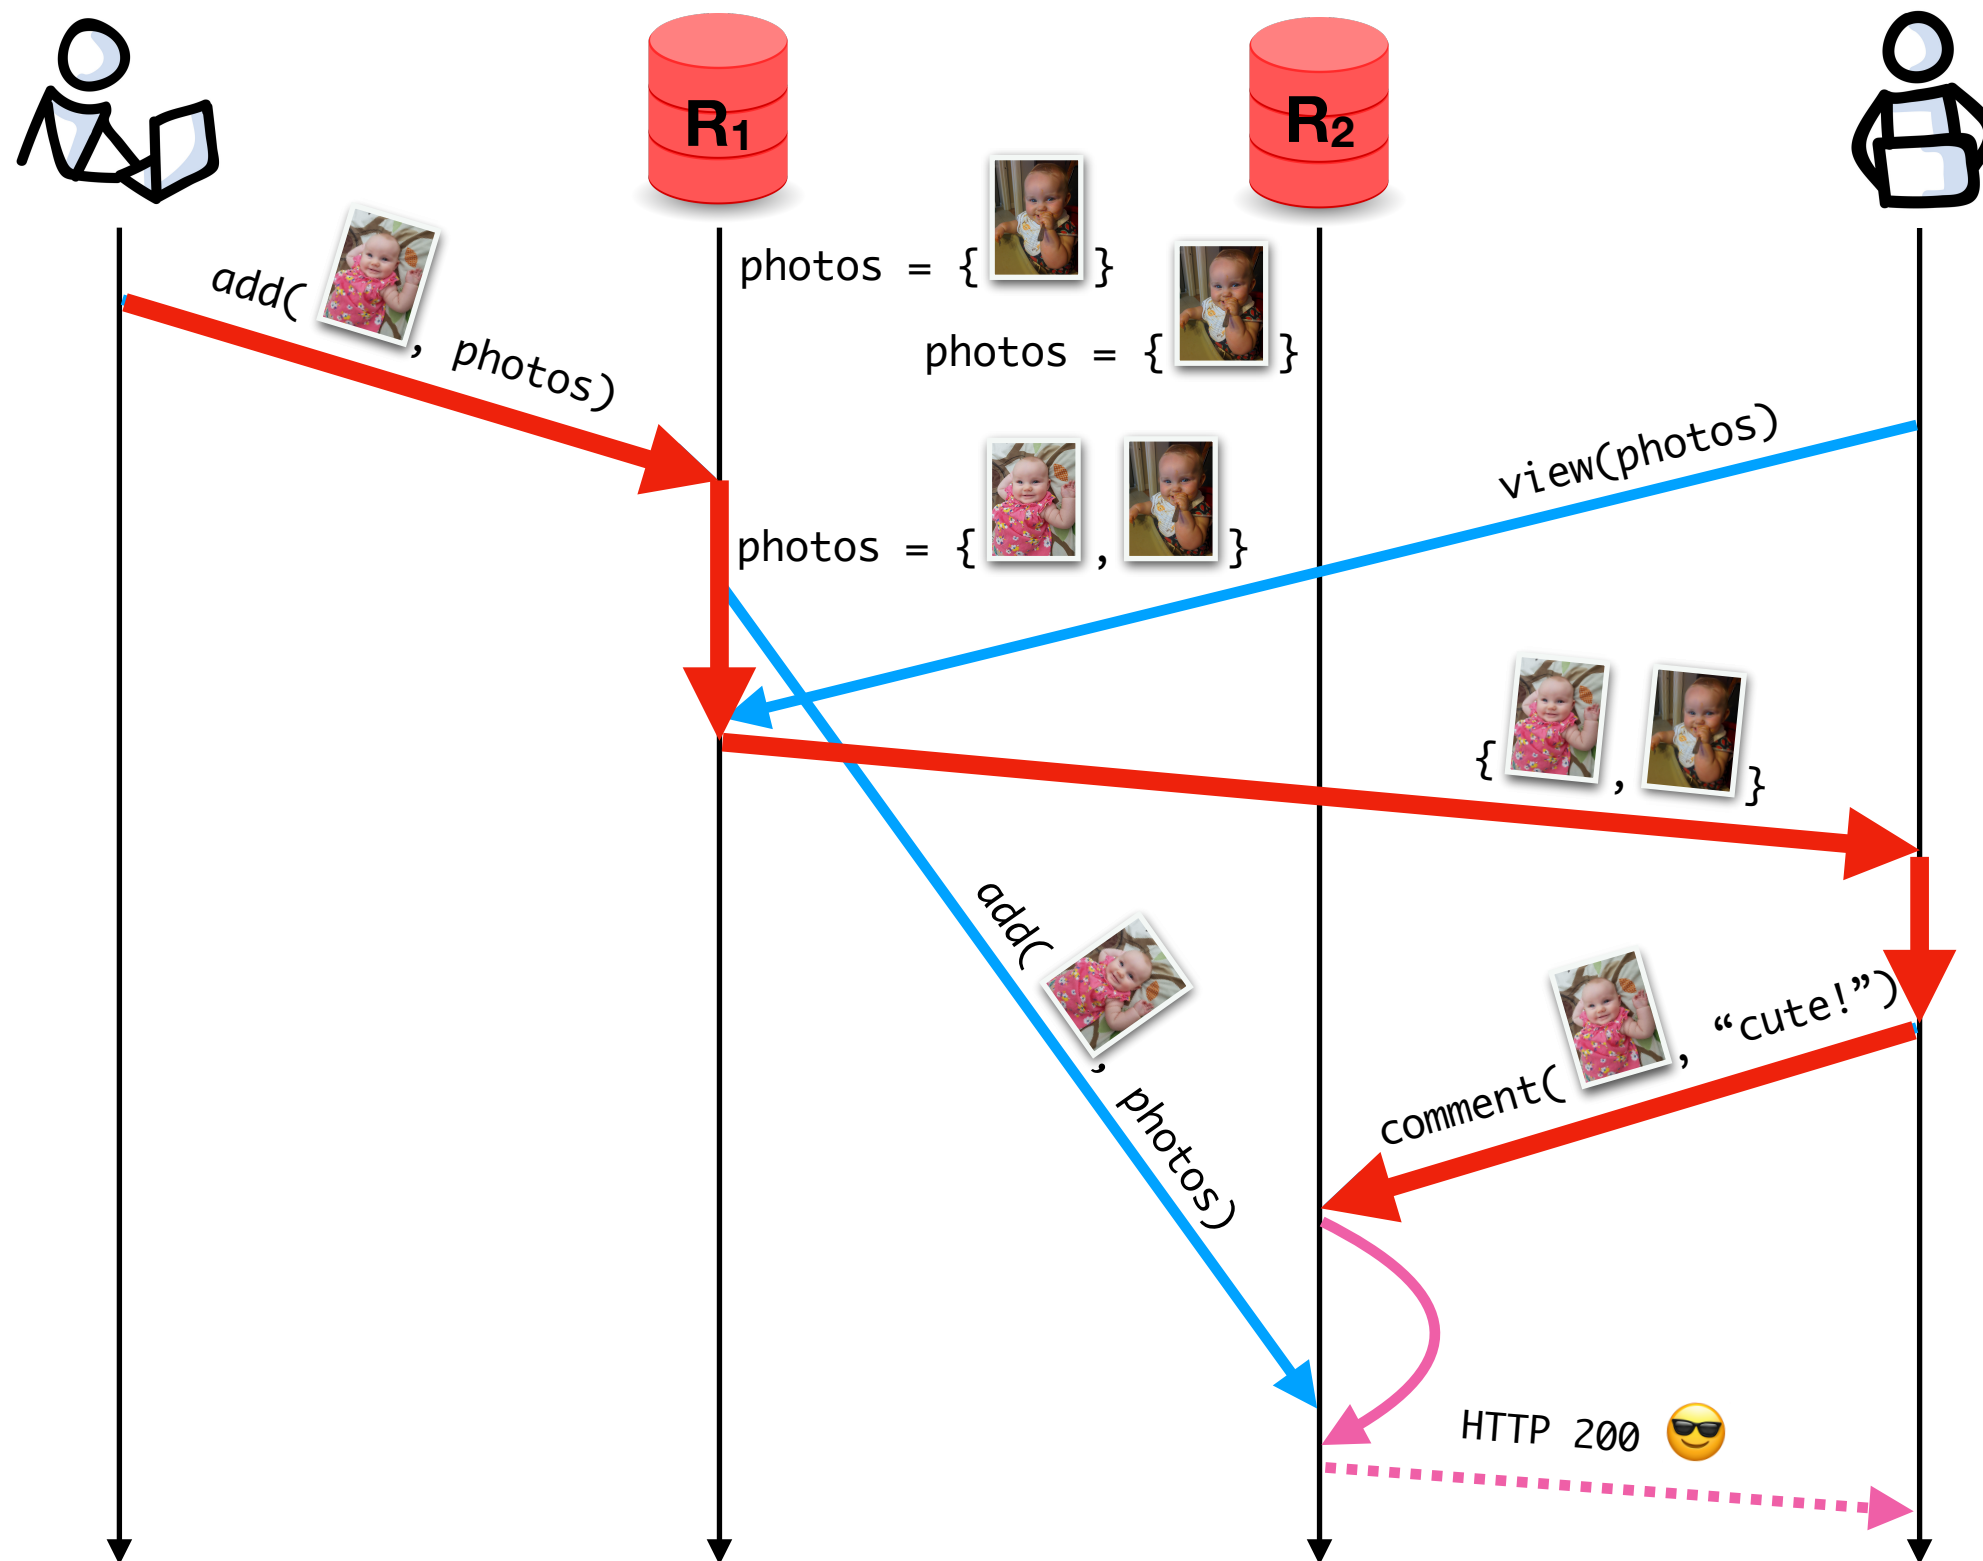 R1
R2
add( , photos)
photos = { }
photos = { }
view(photos)
photos = { , }
{ , }
add( , photos)
comment( , “cute!”)
HTTP 200 😎